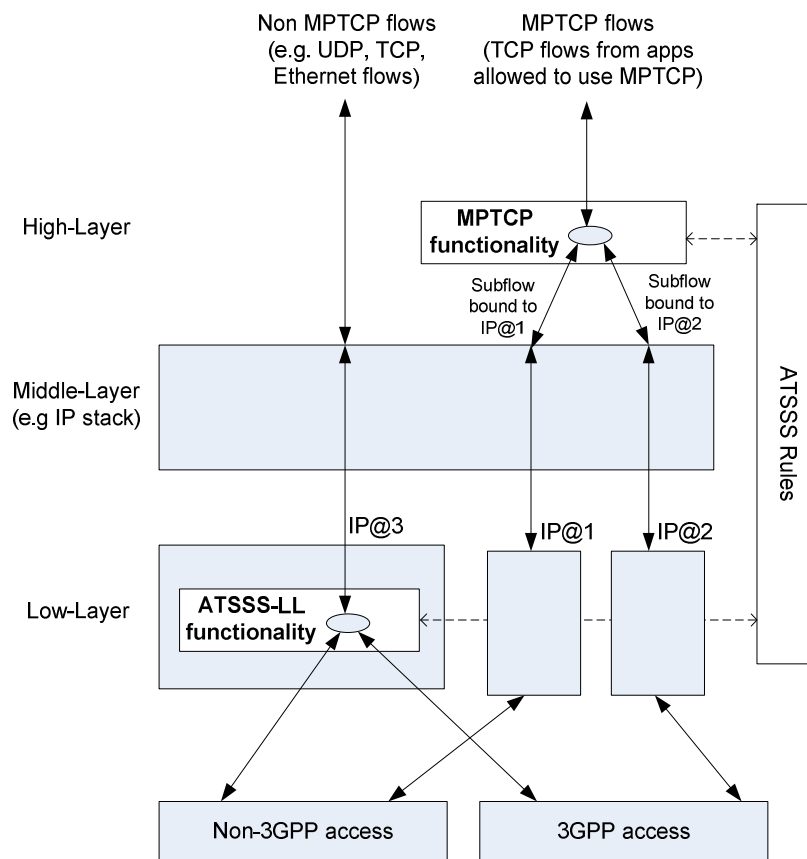 Non MPTCP flows
(e.g. UDP, TCP,
Ethernet flows)
MPTCP flows
(TCP flows from apps
allowed to use MPTCP)
High-Layer
MPTCP
functionality
Subflow
bound to
IP@1
Subflow
bound to
IP@2
Middle-Layer
(e.g IP stack)
ATSSS Rules
IP@3
IP@1
IP@2
Low-Layer
ATSSS-LL
functionality
Non-3GPP access
3GPP access